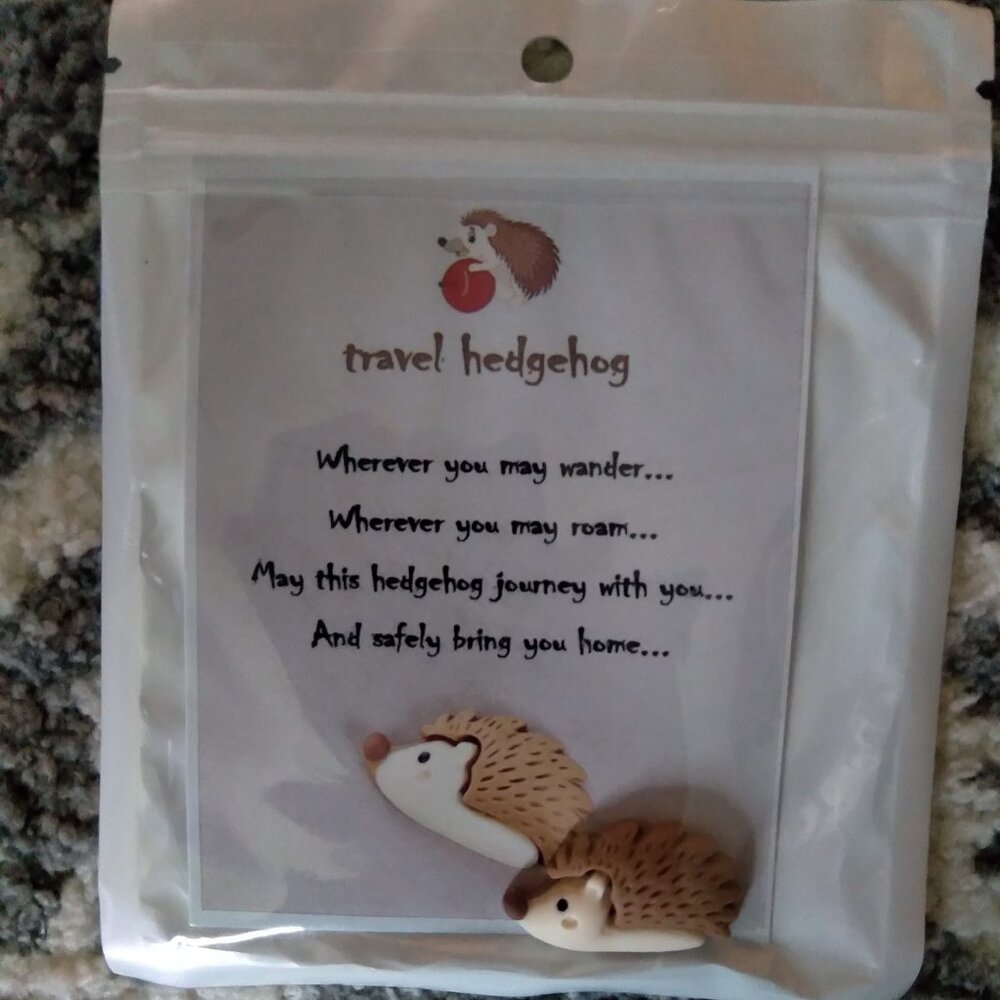 travel hedgehog
Wherever you may wander...
Wherever you may roam...
May this hedgehog journey with you...
And safely bring you home...